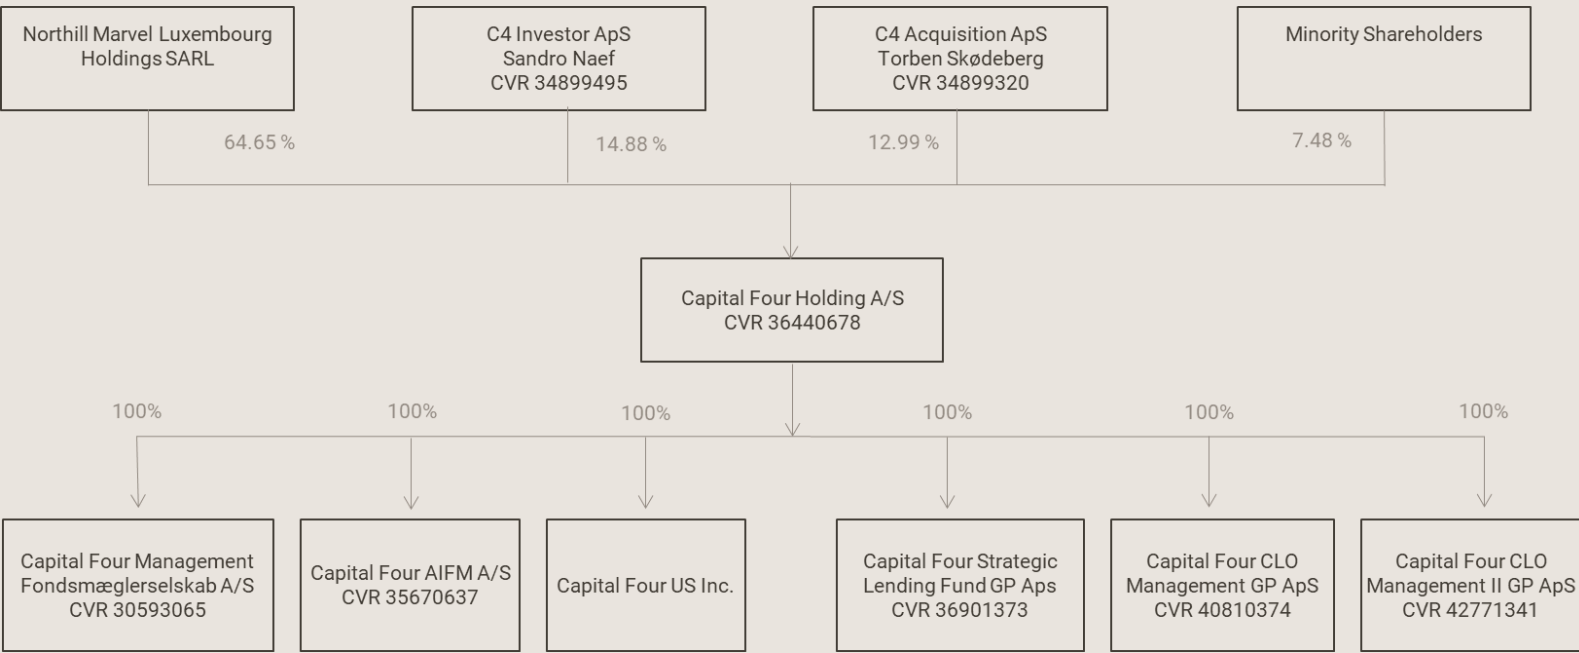 Northill Marvel Luxembourg
Holdings SARL
C4 Investor ApS
Sandro Naef
CVR 34899495
C4 Acquisition ApS
Torben Skødeberg
CVR 34899320
Minority Shareholders
64.65 %
14.88 %
12.99 %
7.48 %
Capital Four Holding A/S
CVR 36440678
100%
100%
100%
100%
100%
100%
Capital Four Management
Fondsmæglerselskab A/S
CVR 30593065
Capital Four AIFM A/S
CVR 35670637
Capital Four US Inc.
Capital Four Strategic
Lending Fund GP Aps
CVR 36901373
Capital Four CLO
Management GP ApS
CVR 40810374
Capital Four CLO
Management II GP ApS
CVR 42771341